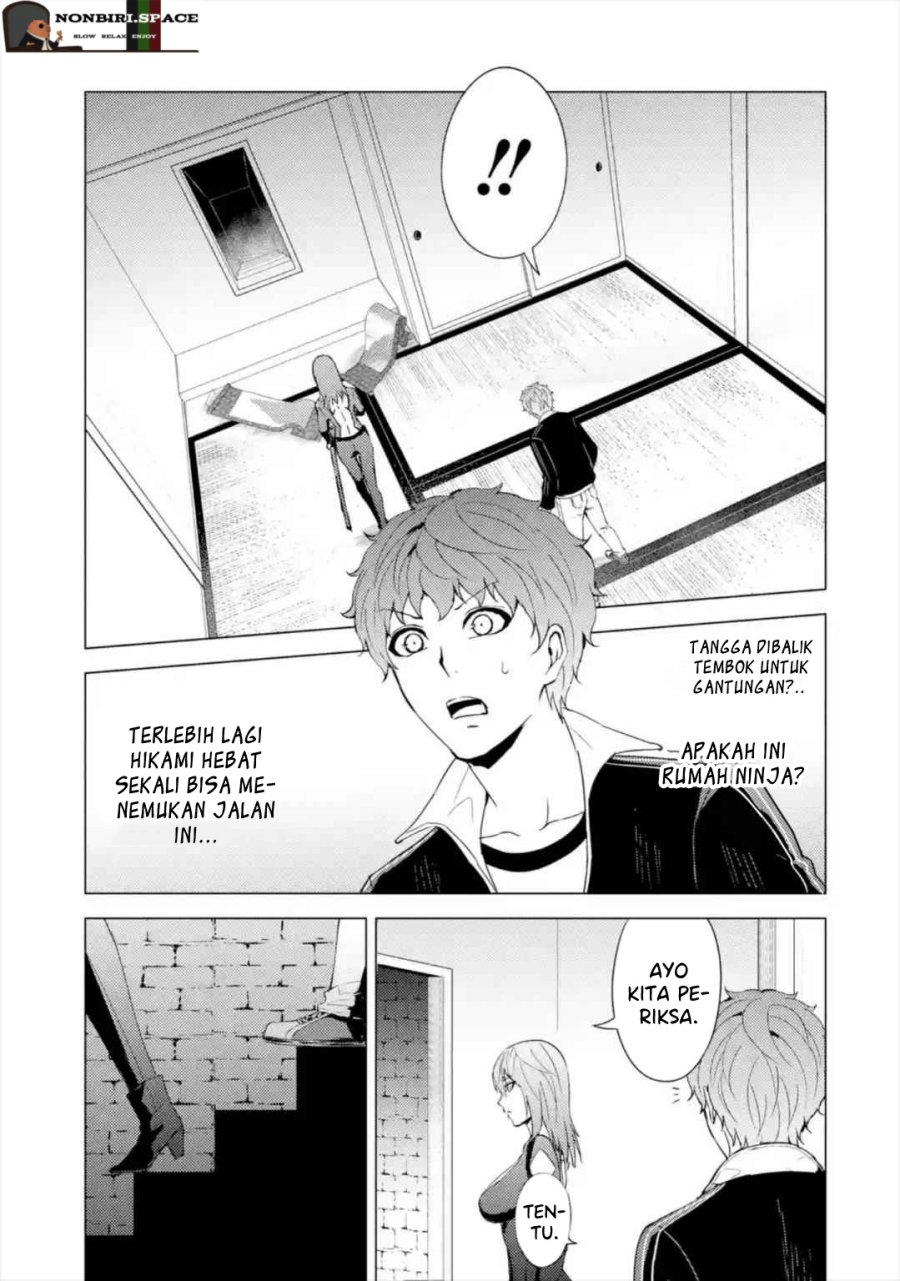 NONBIRI.SPACE
SLOW RELAX ENJOY
!!
TANGGA DIBALIK
TEMBOK UNTUK
GANTUNGAN?..
APAKAH INI
RUMAH NINJA?
TERLEBIH LAGI
HIKAMI HEBAT
SEKALI BISA ME-
NEMUKAN JALAN
INI...
AYO
KITA PE-
RIKSA.
TEN-
TU.